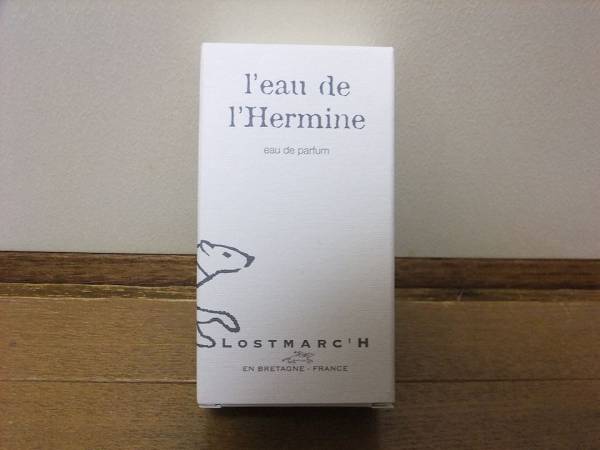 l'eau de
l'Hermine
eau de parfum
LOSTMARC'H
EN BRETAGNE - FRANCE